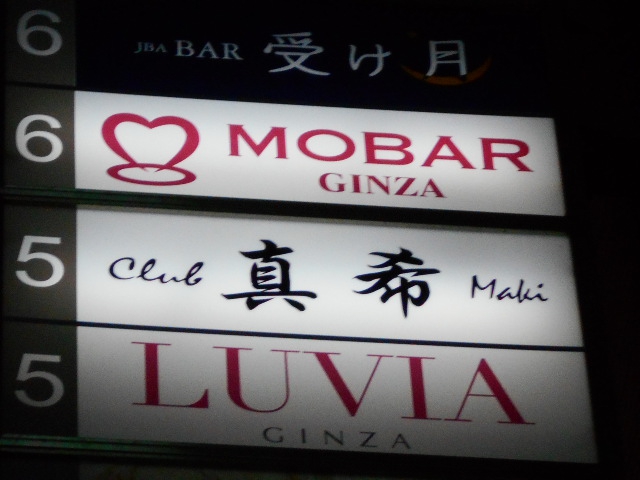 6 JBA BAR 受け月
6 MOBAR
GINZA
5 Club 真希 Maki
5 LUVIA
GINZA